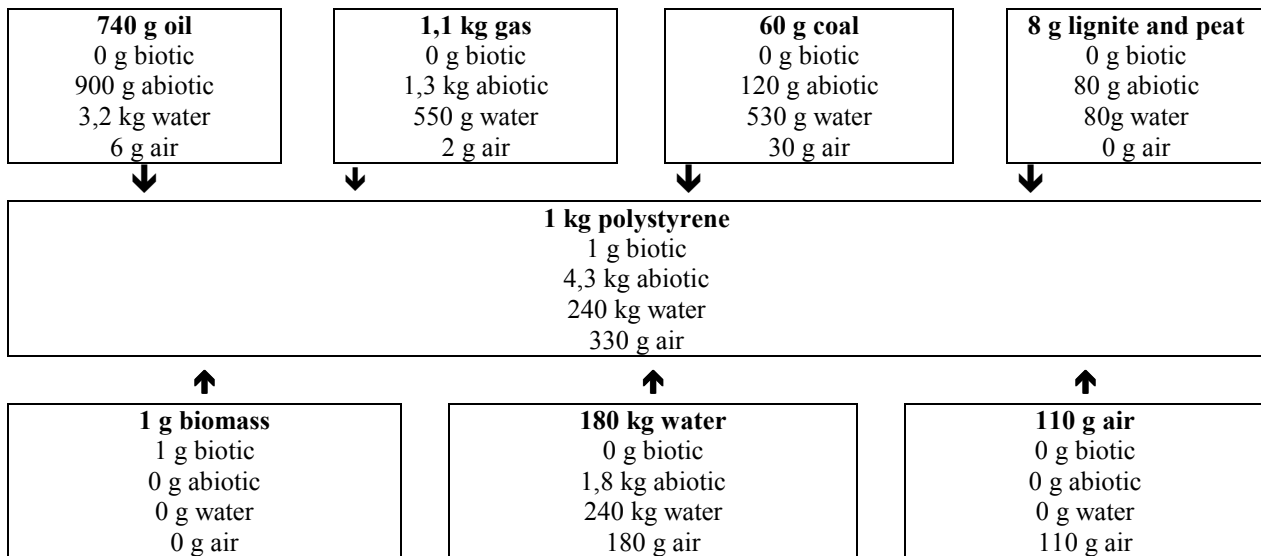 740 g oil
0 g biotic
900 g abiotic
3,2 kg water
6 g air
1,1 kg gas
0 g biotic
1,3 kg abiotic
550 g water
2 g air
60 g coal
0 g biotic
120 g abiotic
530 g water
30 g air
8 g lignite and peat
0 g biotic
80 g abiotic
80g water
0 g air
1 kg polystyrene
1 g biotic
4,3 kg abiotic
240 kg water
330 g air
1 g biomass
1 g biotic
0 g abiotic
0 g water
0 g air
180 kg water
0 g biotic
1,8 kg abiotic
240 kg water
180 g air
110 g air
0 g biotic
0 g abiotic
0 g water
110 g air